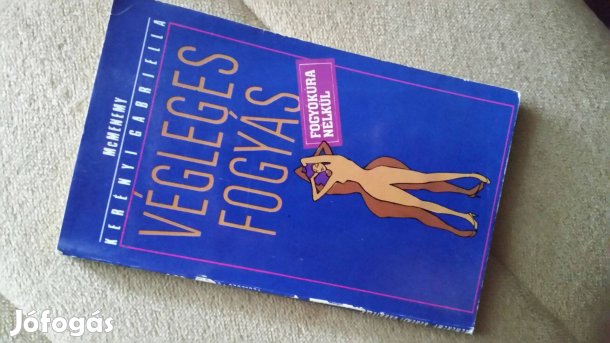 McMENEMY
KERÉNYI GABRIELLA
VÉGLEGES
FOGYÁS
FOGYÓKÚRA
NÉLKÜL
Jófogás